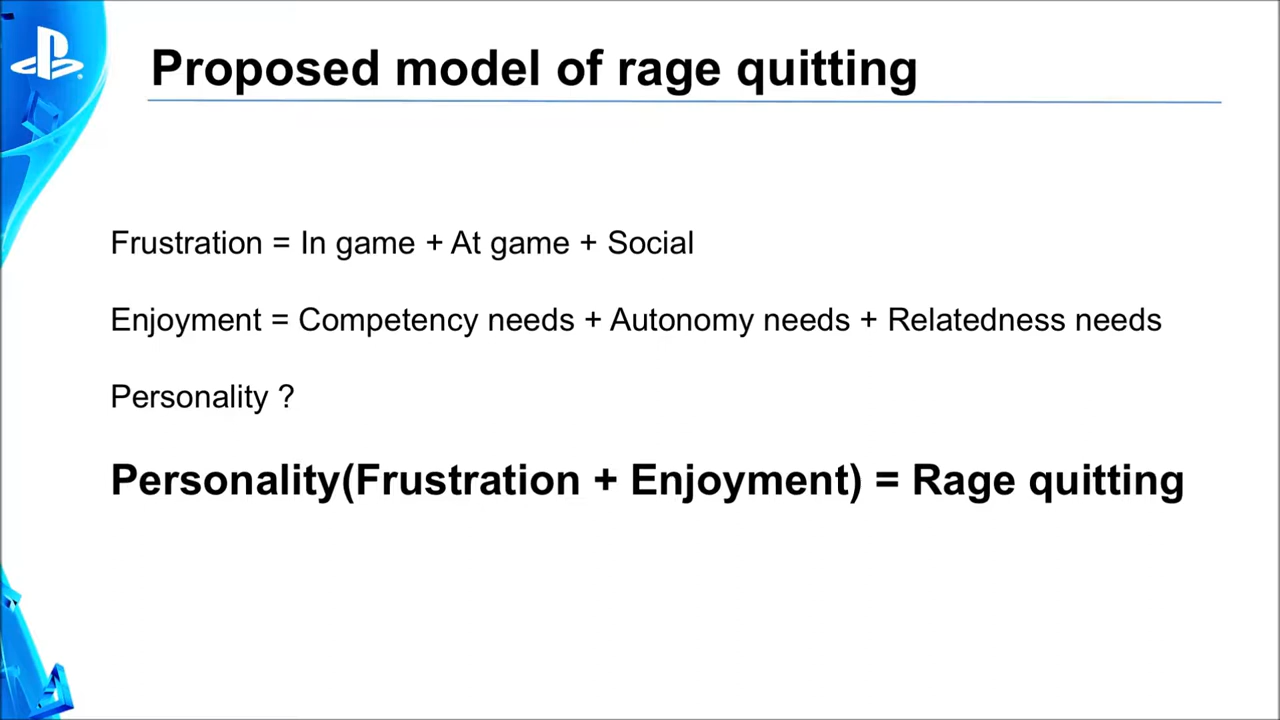 Proposed model of rage quitting
Frustration = In game + At game + Social
Enjoyment = Competency needs + Autonomy needs + Relatedness needs
Personality ?
Personality(Frustration + Enjoyment) = Rage quitting